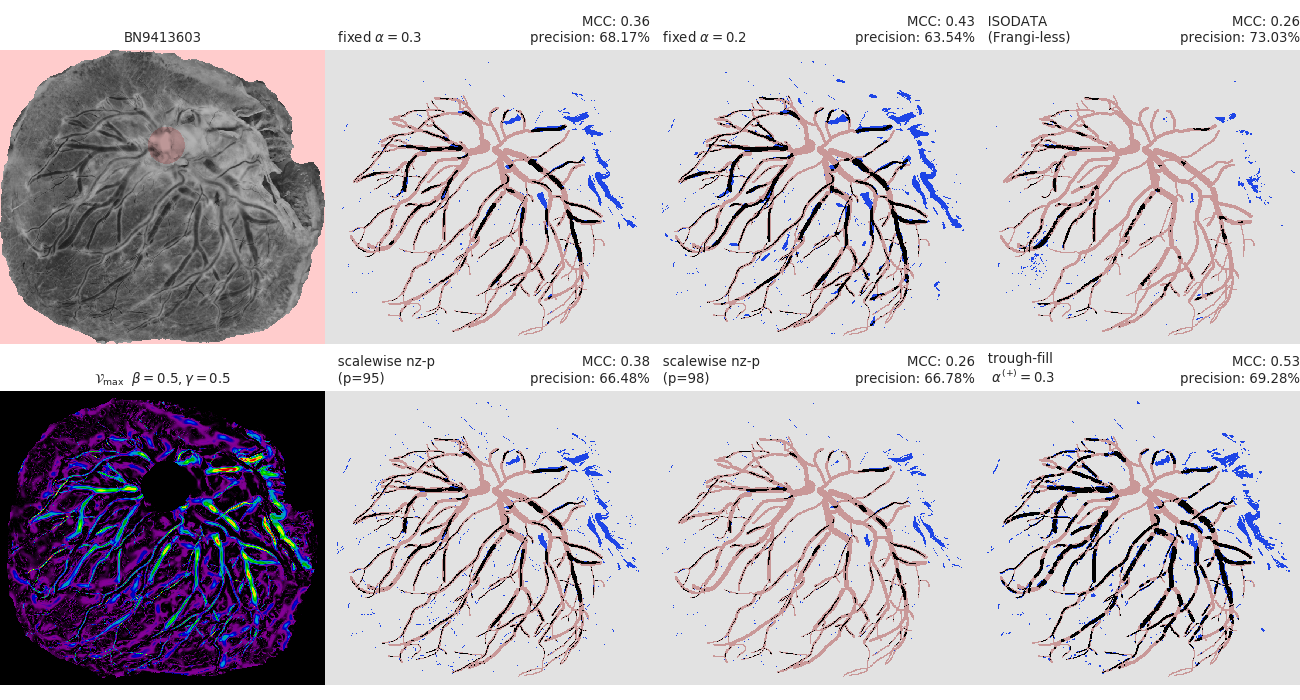 BN9413603
fixed α = 0.3
MCC: 0.36
precision: 68.17%
fixed α = 0.2
MCC: 0.43
precision: 63.54%
ISODATA
(Frangi-less)
MCC: 0.26
precision: 73.03%
𝒱max β = 0.5, γ = 0.5
scalewise nz-p
(p=95)
MCC: 0.38
precision: 66.48%
scalewise nz-p
(p=98)
MCC: 0.26
precision: 66.78%
trough-fill
α(+) = 0.3
MCC: 0.53
precision: 69.28%